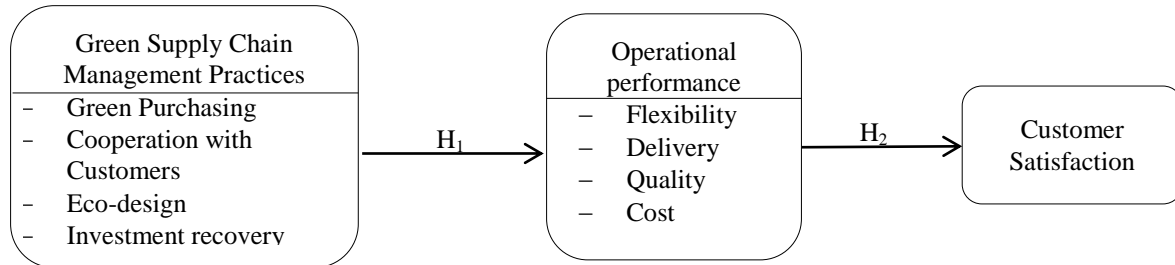 Green Supply Chain
Management Practices
– Green Purchasing
– Cooperation with
Customers
– Eco-design
– Investment recovery
H₁
Operational
performance
– Flexibility
– Delivery
– Quality
– Cost
H₂
Customer
Satisfaction